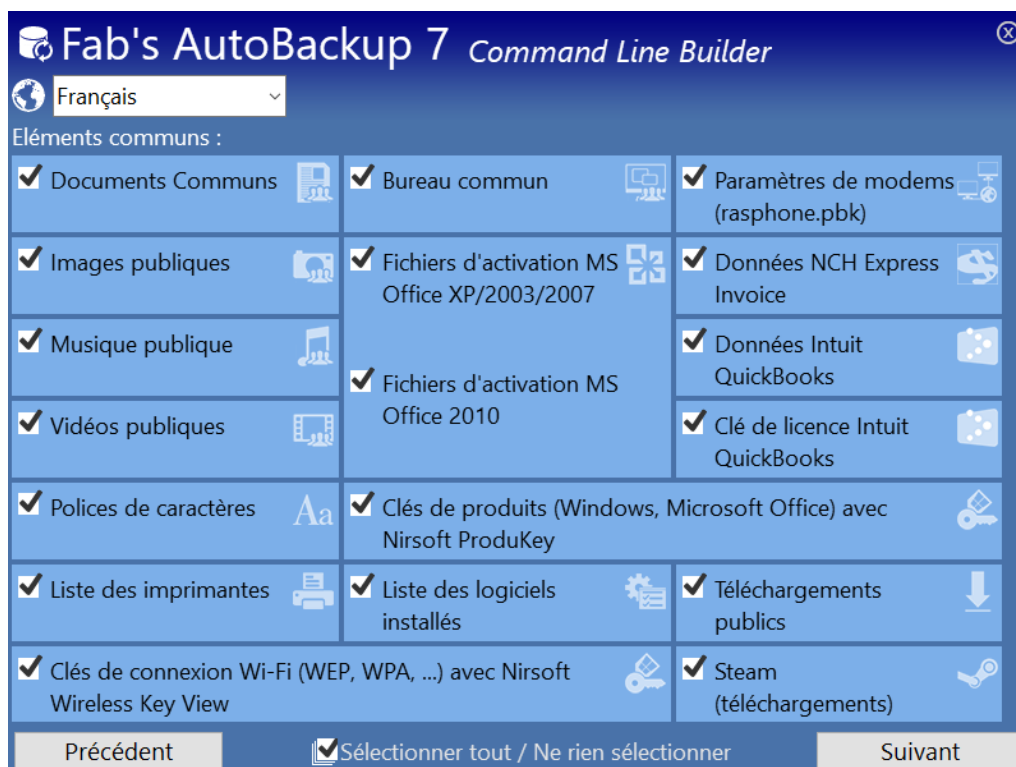 Fab's AutoBackup 7 Command Line Builder
Français
Eléments communs :
Documents Communs
Bureau commun
Paramètres de modems
(rasphone.pbk)
Images publiques
Fichiers d'activation MS
Office XP/2003/2007
Données NCH Express
Invoice
Musique publique
Fichiers d'activation MS
Office 2010
Données Intuit
QuickBooks
Vidéos publiques
Clé de licence Intuit
QuickBooks
Polices de caractères
Aa
Clés de produits (Windows, Microsoft Office) avec
Nirsoft ProduKey
Liste des imprimantes
Liste des logiciels
installés
Téléchargements
publics
Clés de connexion Wi-Fi (WEP, WPA, ...) avec Nirsoft
Wireless Key View
Steam
(téléchargements)
Précédent
Sélectionner tout / Ne rien sélectionner
Suivant